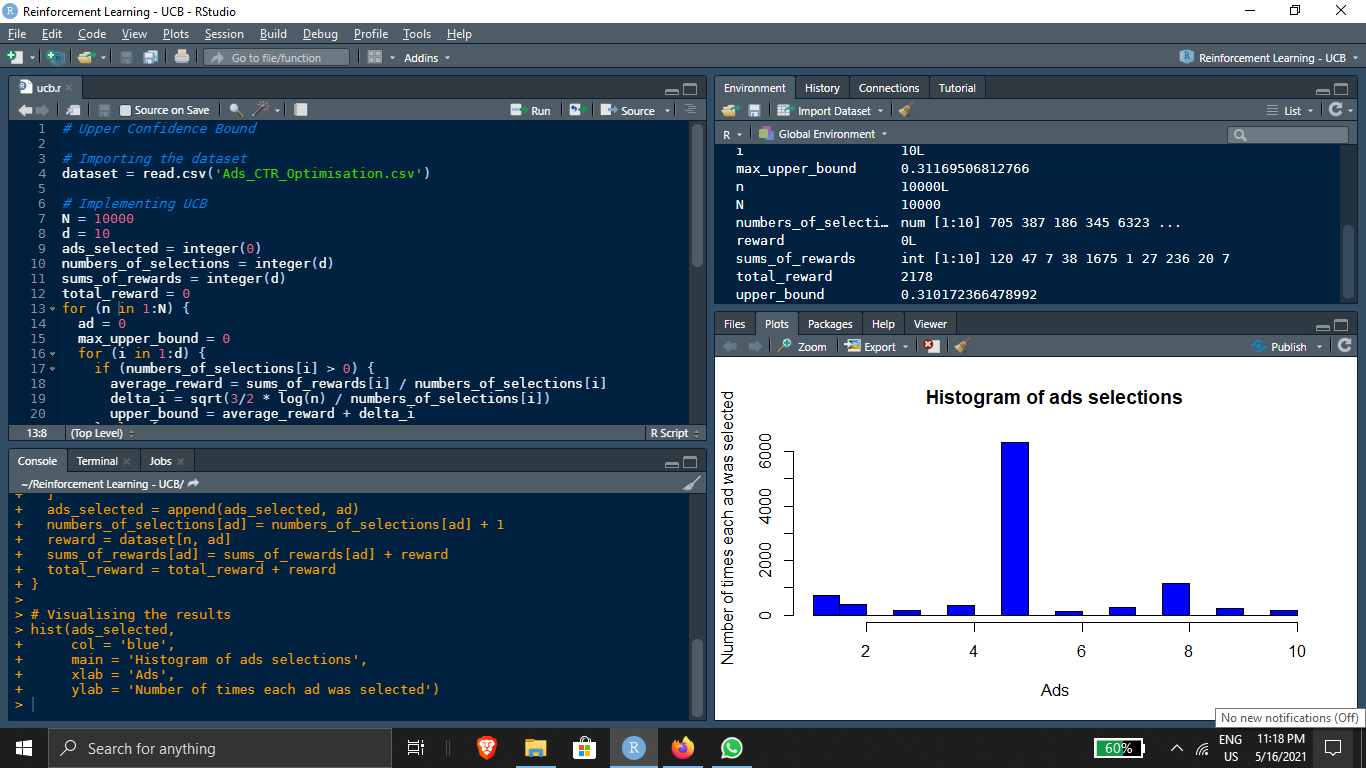 Reinforcement Learning - UCB - RStudio
File Edit Code View Plots Session Build Debug Profile Tools Help
Go to file/function
Addins
Reinforcement Learning - UCB
ucb.r
Source on Save
Run
Source
1 # Upper Confidence Bound
2
3 # Importing the dataset
4 dataset = read.csv('Ads_CTR_Optimisation.csv')
5
6 # Implementing UCB
7 N = 10000
8 d = 10
9 ads_selected = integer(0)
10 numbers_of_selections = integer(d)
11 sums_of_rewards = integer(d)
12 total_reward = 0
13 for (n in 1:N) {
14 ad = 0
15 max_upper_bound = 0
16 for (i in 1:d) {
17 if (numbers_of_selections[i] > 0) {
18 average_reward = sums_of_rewards[i] / numbers_of_selections[i]
19 delta_i = sqrt(3/2 * log(n) / numbers_of_selections[i])
20 upper_bound = average_reward + delta_i
13:8 (Top Level) R Script
Console Terminal Jobs
~/Reinforcement Learning - UCB/
+ }
+ ads_selected = append(ads_selected, ad)
+ numbers_of_selections[ad] = numbers_of_selections[ad] + 1
+ reward = dataset[n, ad]
+ sums_of_rewards[ad] = sums_of_rewards[ad] + reward
+ total_reward = total_reward + reward
+ }
>
> # Visualising the results
> hist(ads_selected,
+ col = 'blue',
+ main = 'Histogram of ads selections',
+ xlab = 'Ads',
+ ylab = 'Number of times each ad was selected')
>
Environment History Connections Tutorial
Import Dataset
List
R Global Environment
i 10L
max_upper_bound 0.31169506812766
n 10000L
N 10000
numbers_of_selecti… num [1:10] 705 387 186 345 6323 ...
reward 0L
sums_of_rewards int [1:10] 120 47 7 38 1675 1 27 236 20 7
total_reward 2178
upper_bound 0.310172366478992
Files Plots Packages Help Viewer
Zoom Export Publish
Histogram of ads selections
Number of times each ad was selected
0 2000 4000 6000
2 4 6 8 10
Ads
No new notifications (Off)
Search for anything
R
60%
ENG
US
11:18 PM
5/16/2021